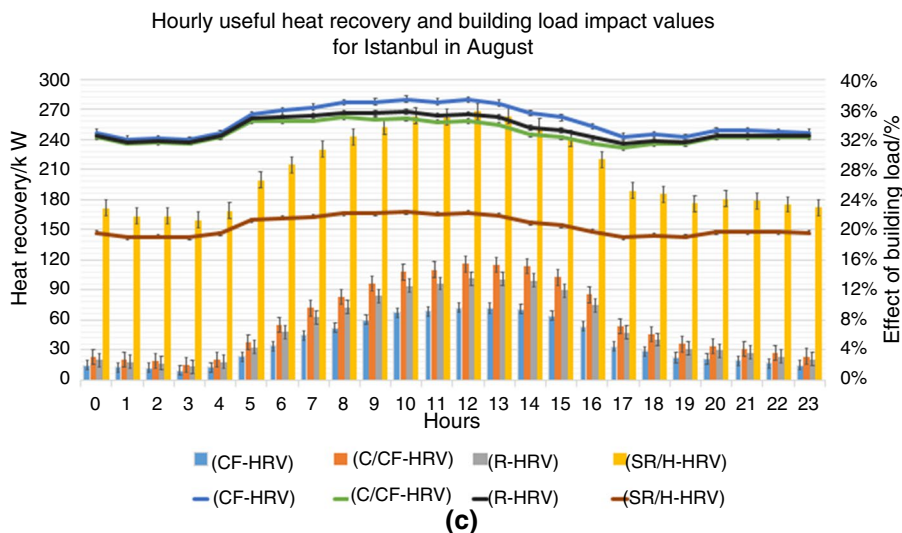 Hourly useful heat recovery and building load impact values
for Istanbul in August
Heat recovery/k W
300
270
240
210
180
150
120
90
60
30
0
40%
36%
32%
28%
24%
20%
16%
12%
8%
4%
0%
Effect of building load/%
0 1 2 3 4 5 6 7 8 9 10 11 12 13 14 15 16 17 18 19 20 21 22 23
Hours
(CF-HRV) (C/CF-HRV) (R-HRV) (SR/H-HRV)
(CF-HRV) (C/CF-HRV) (R-HRV) (SR/H-HRV)
(c)